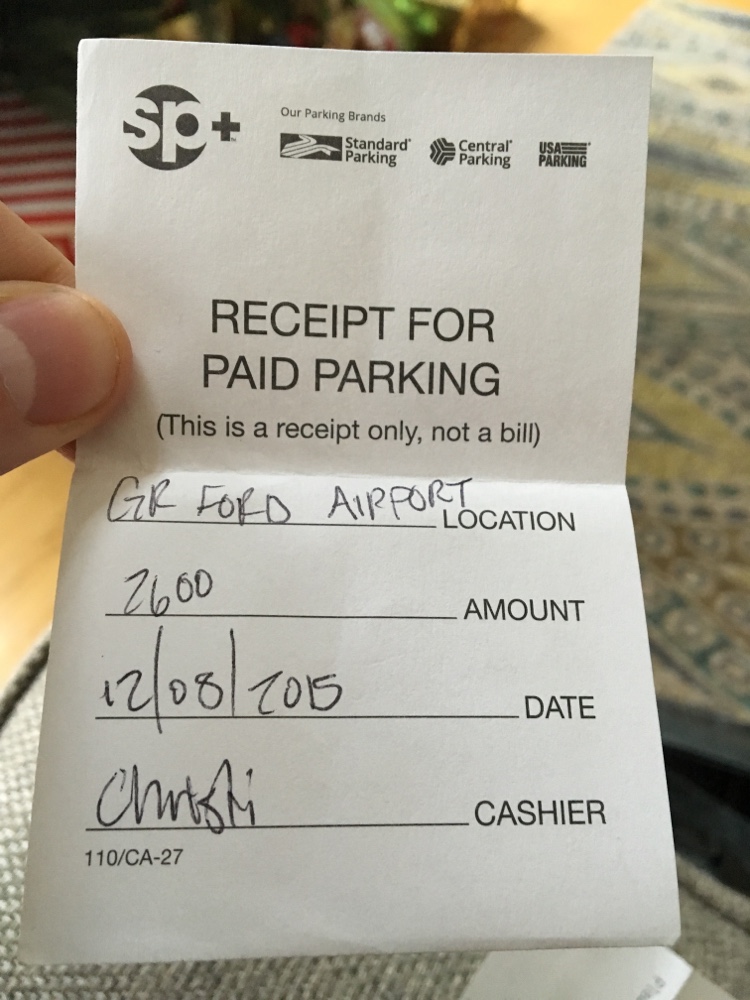 sp+
Our Parking Brands
Standard Parking
Central Parking
USA PARKING
RECEIPT FOR
PAID PARKING
(This is a receipt only, not a bill)
GR FORD AIRPORT LOCATION
2600 AMOUNT
12/08/2015 DATE
Christi CASHIER
110/CA-27